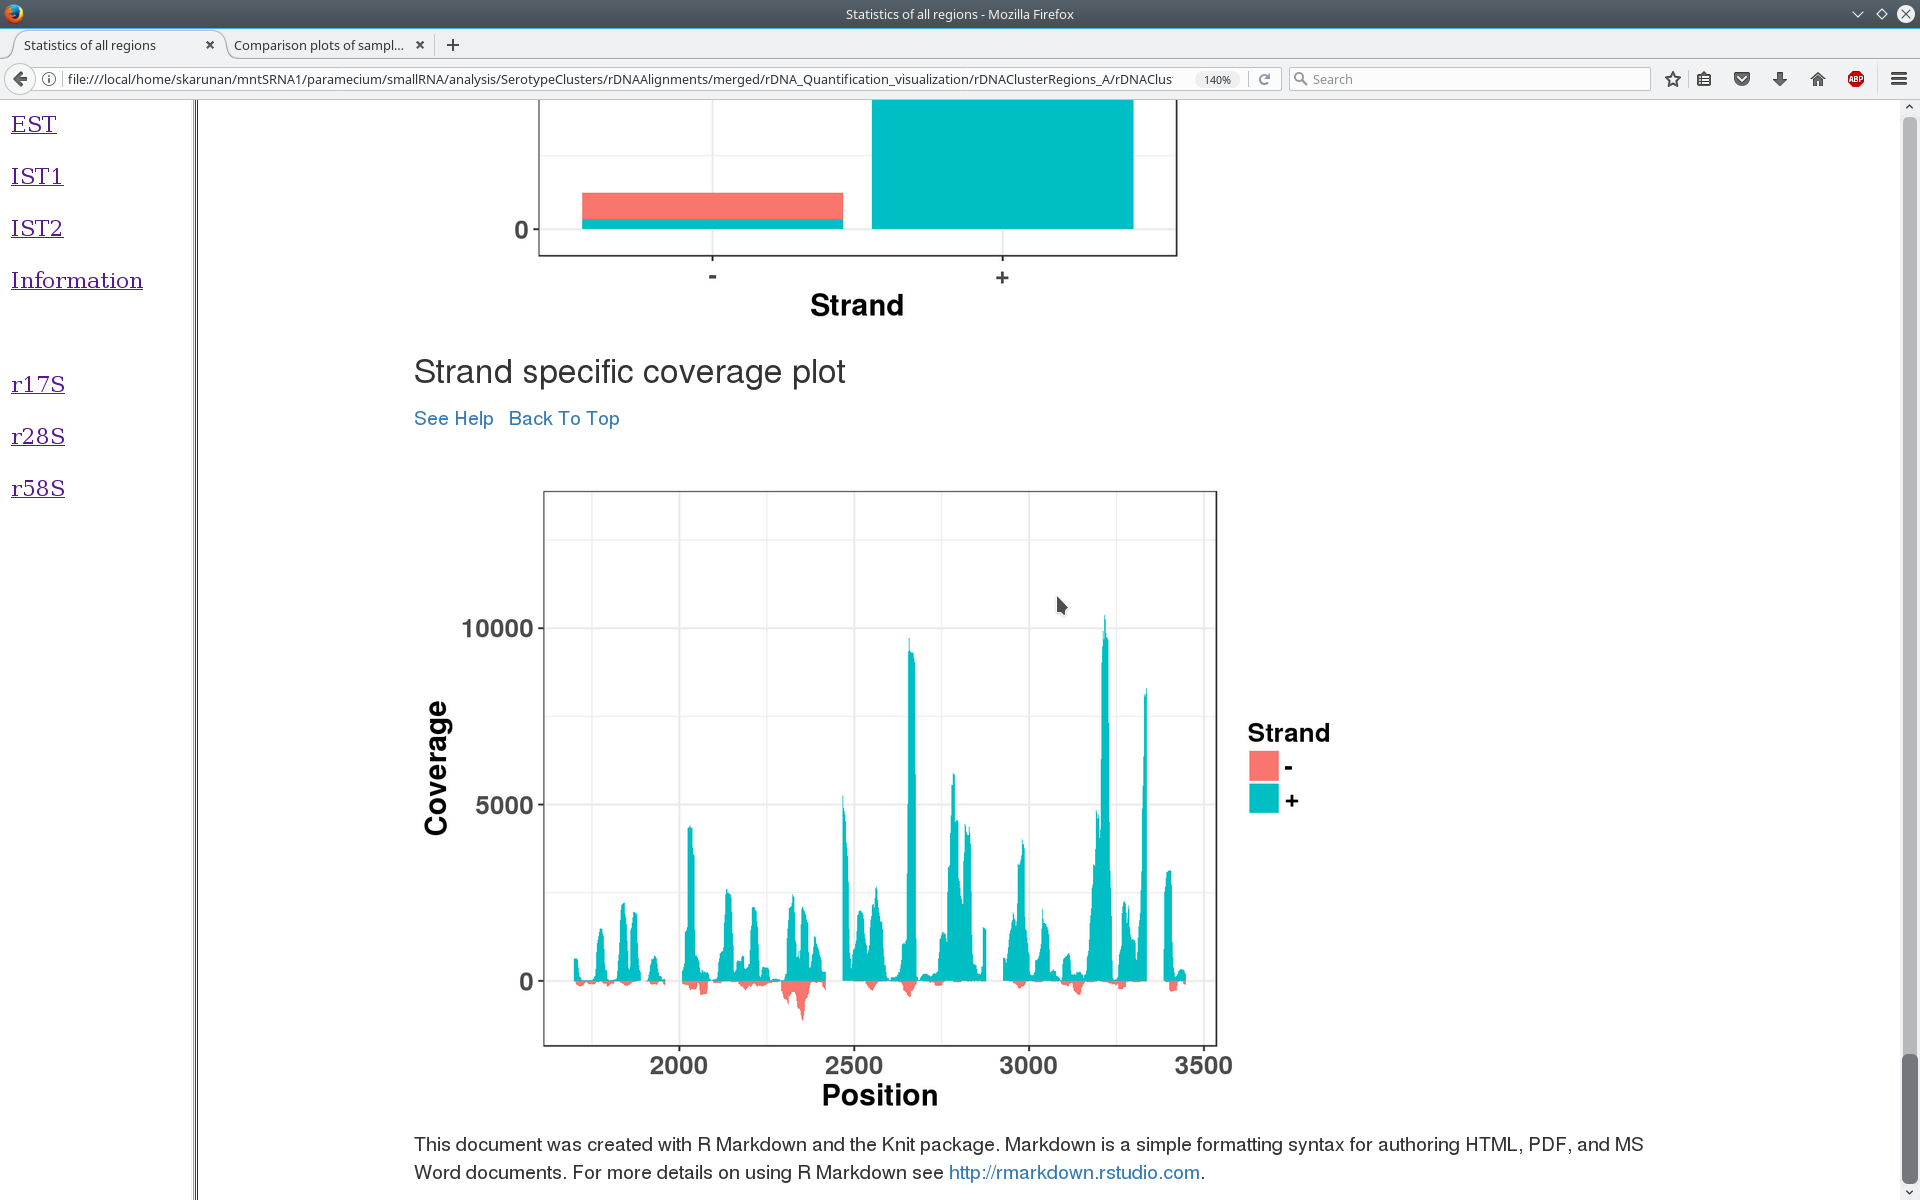 Statistics of all regions - Mozilla Firefox
Statistics of all regions
Comparison plots of sampl...
file:///local/home/skarunan/mntSRNA1/paramecium/smallRNA/analysis/SerotypeClusters/rDNAAlignments/merged/rDNA_Quantification_visualization/rDNAClusterRegions_A/rDNAClus
140%
Search
ABP
EST
IST1
IST2
Information
r17S
r28S
r58S
0
- +
Strand
Strand specific coverage plot
See Help Back To Top
10000
5000
0
Coverage
2000 2500 3000 3500
Position
Strand
-
+
This document was created with R Markdown and the Knit package. Markdown is a simple formatting syntax for authoring HTML, PDF, and MS
Word documents. For more details on using R Markdown see http://rmarkdown.rstudio.com.